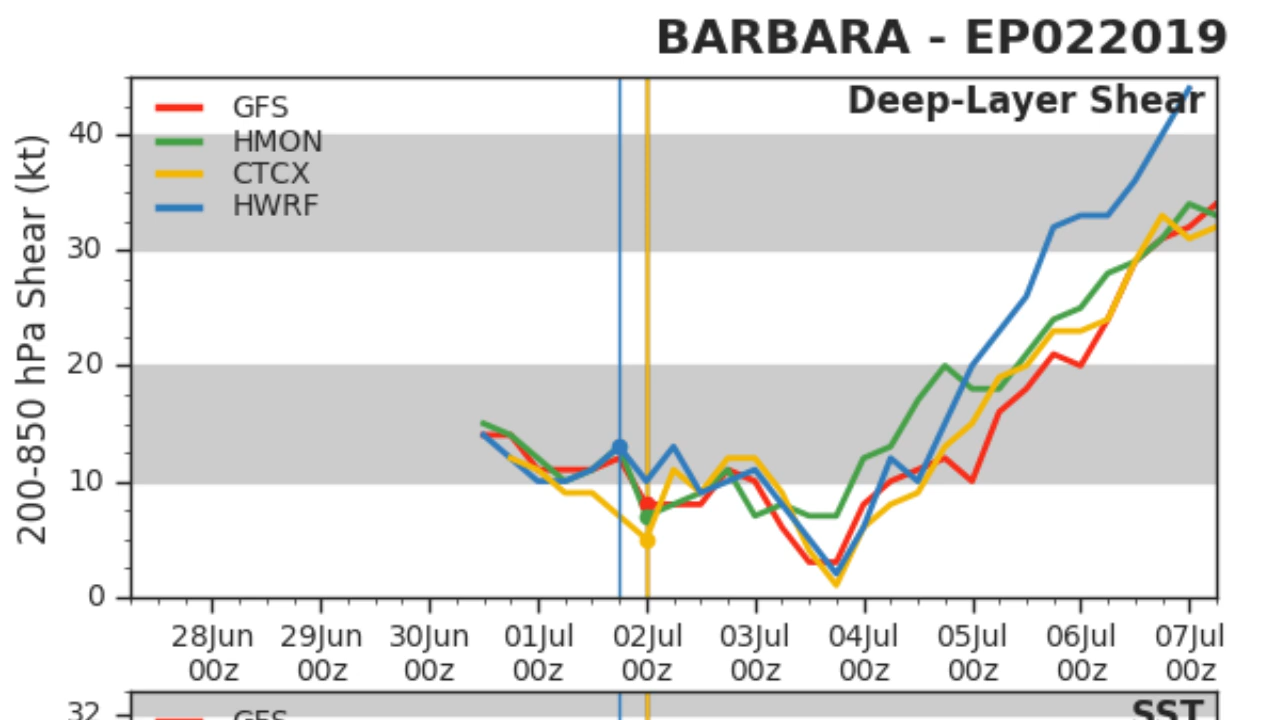 BARBARA - EP022019
Deep-Layer Shear
GFS
HMON
CTCX
HWRF
200-850 hPa Shear (kt)
40
30
20
10
0
28Jun 29Jun 30Jun 01Jul 02Jul 03Jul 04Jul 05Jul 06Jul 07Jul
00z 00z 00z 00z 00z 00z 00z 00z 00z 00z
32
GFS
SST